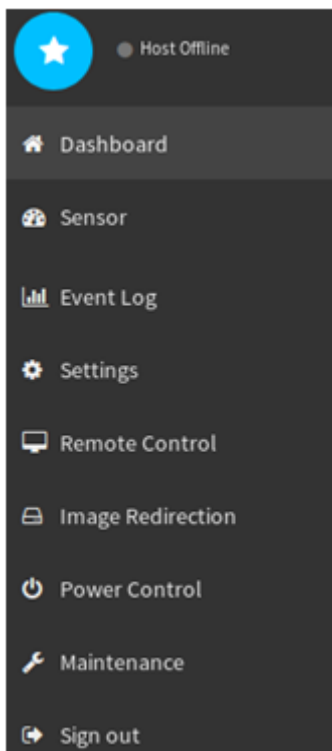 Host Offline
Dashboard
Sensor
Event Log
Settings
Remote Control
Image Redirection
Power Control
Maintenance
Sign out